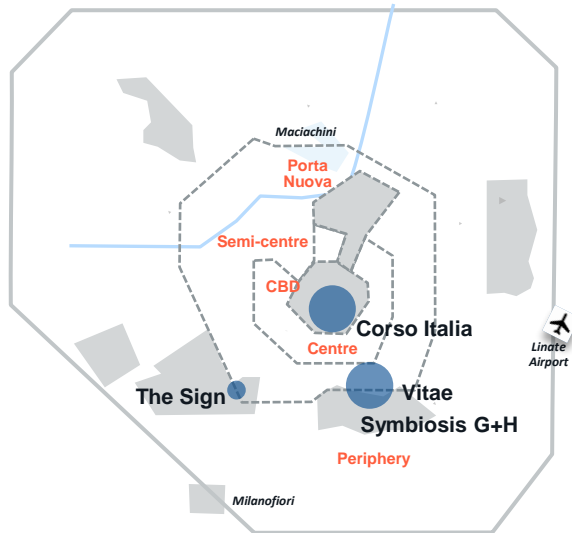 Maciachini
Porta
Nuova
Semi-centre
CBD
Corso Italia
Linate
Airport
Centre
The Sign
Vitae
Symbiosis G+H
Periphery
Milanofiori